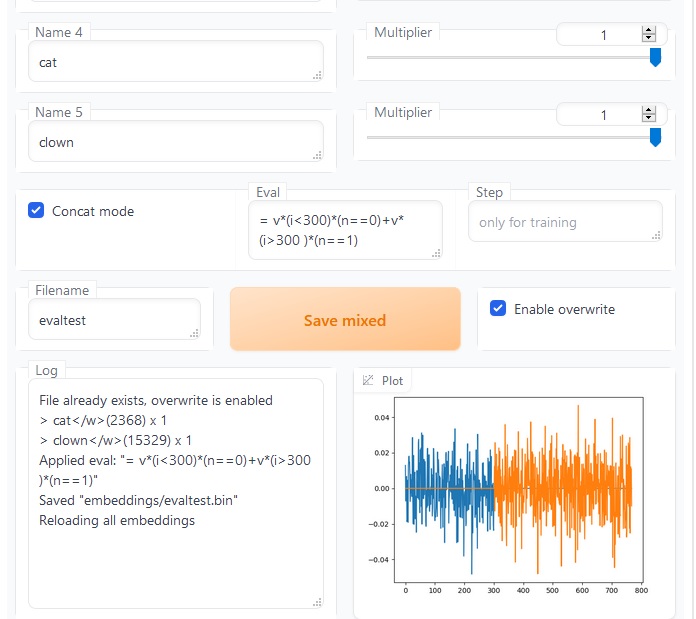 Name 4
Multiplier
1
cat
Name 5
Multiplier
1
clown
Concat mode
Eval
= v*(i<300)*(n==0)+v*
(i>300 )*(n==1)
Step
only for training
Filename
evaltest
Save mixed
Enable overwrite
Log
File already exists, overwrite is enabled
> cat</w>(2368) x 1
> clown</w>(15329) x 1
Applied eval: "= v*(i<300)*(n==0)+v*(i>300
)*(n==1)"
Saved "embeddings/evaltest.bin"
Reloading all embeddings
Plot
0.04
0.02
0.00
−0.02
−0.04
0 100 200 300 400 500 600 700 800